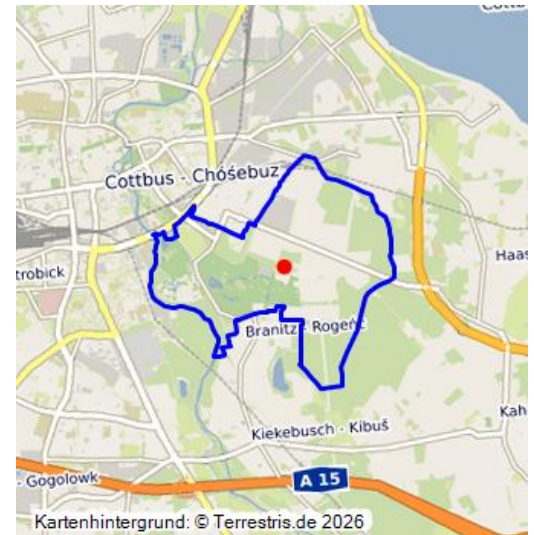 Cottbus - Chóśebuz
trobick
Haas
Branitz - Rogeńc
Kiekebusch - Kibuš
Kah
- Gogolowk
A 15
Kartenhintergrund: © Terrestris.de 2026